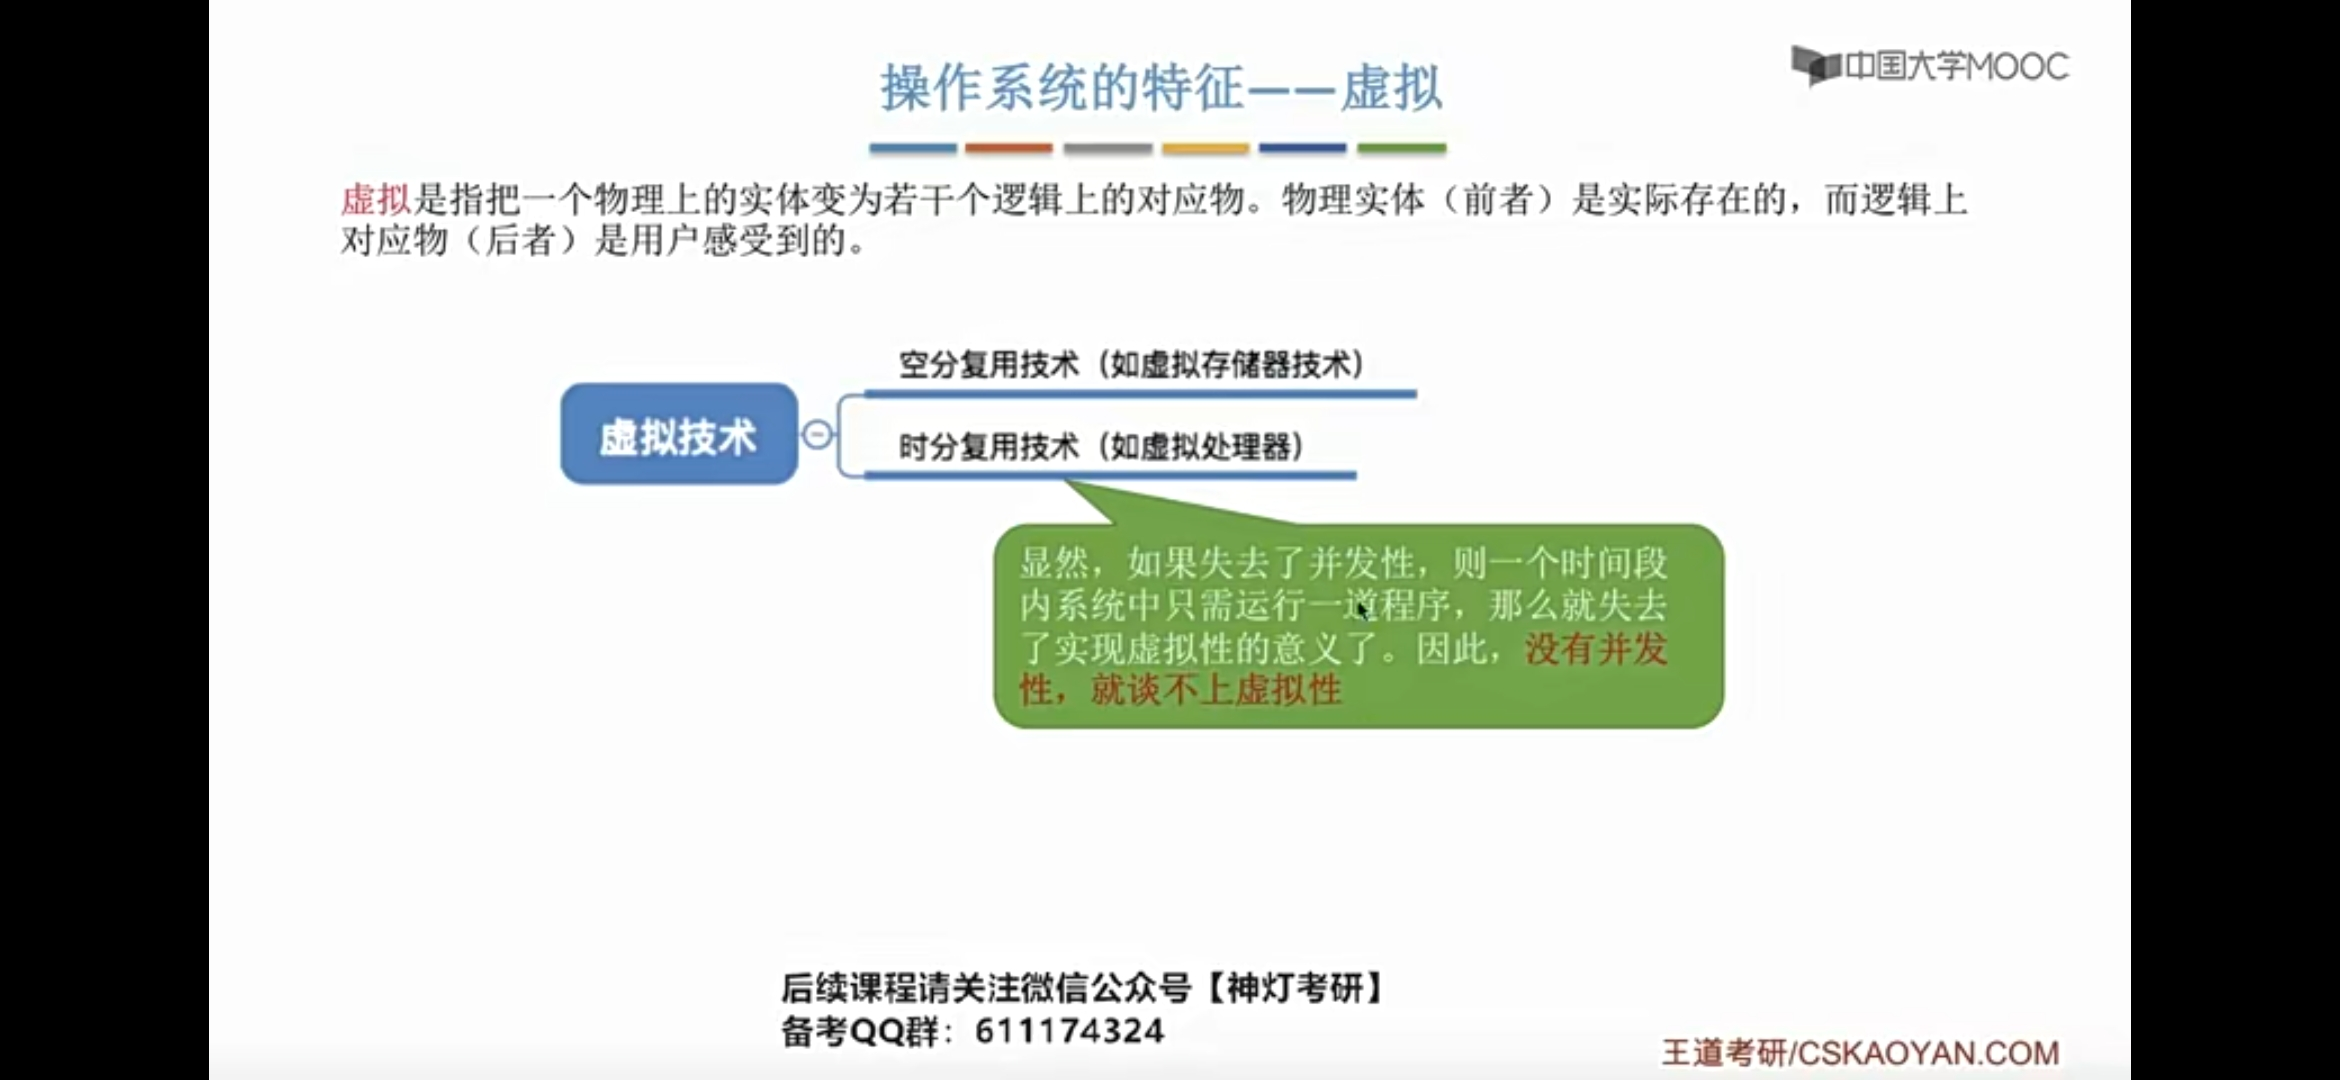 操作系统的特征——虚拟
中国大学MOOC
虚拟是指把一个物理上的实体变为若干个逻辑上的对应物。物理实体（前者）是实际存在的，而逻辑上
对应物（后者）是用户感受到的。
空分复用技术（如虚拟存储器技术）
虚拟技术
时分复用技术（如虚拟处理器）
显然，如果失去了并发性，则一个时间段
内系统中只需运行一道程序，那么就失去
了实现虚拟性的意义了。因此，没有并发
性，就谈不上虚拟性
后续课程请关注微信公众号【神灯考研】
备考QQ群：611174324
王道考研/CSKAOYAN.COM